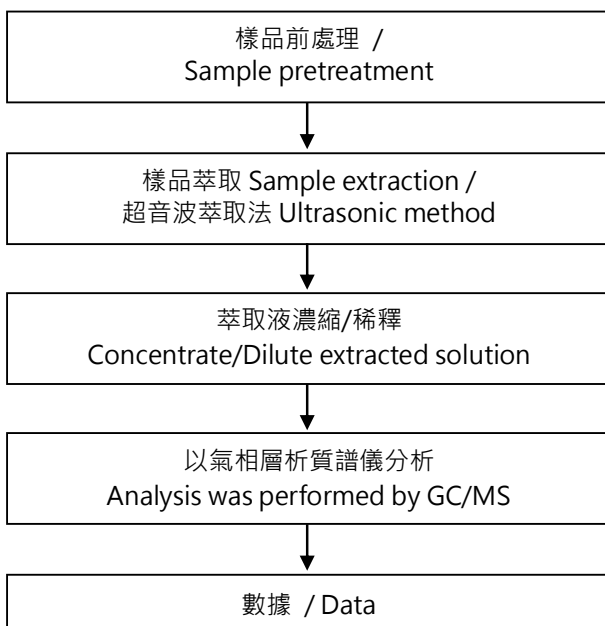 樣品前處理 /
Sample pretreatment
樣品萃取 Sample extraction /
超音波萃取法 Ultrasonic method
萃取液濃縮/稀釋
Concentrate/Dilute extracted solution
以氣相層析質譜儀分析
Analysis was performed by GC/MS
數據 / Data